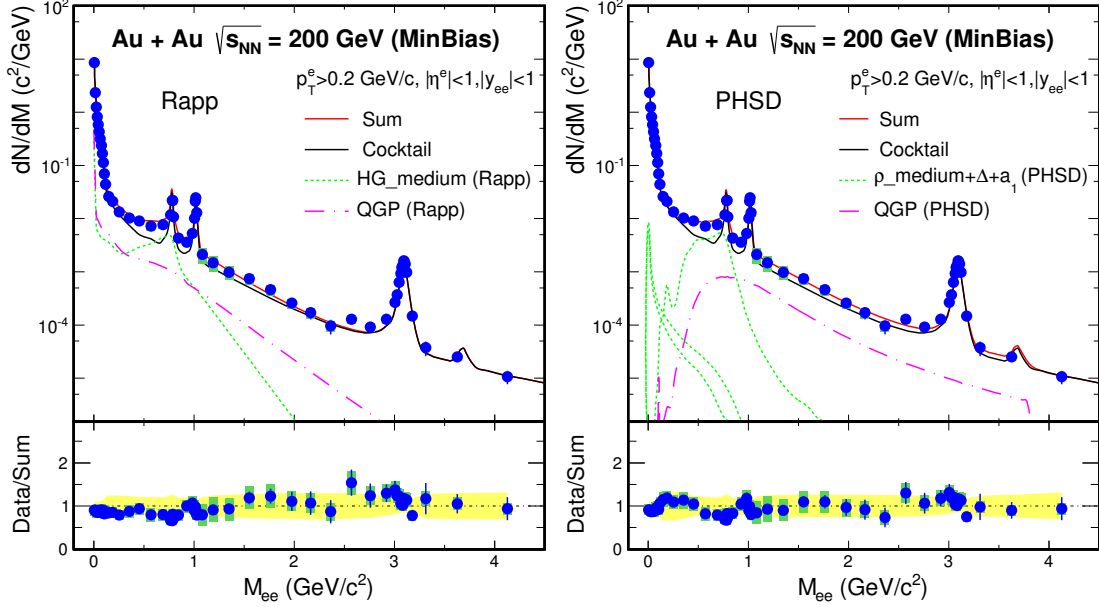 Au + Au √s_NN = 200 GeV (MinBias)
p_T^e>0.2 GeV/c, |η^e|<1,|y_ee|<1
Rapp
Sum
Cocktail
HG_medium (Rapp)
QGP (Rapp)
dN/dM (c²/GeV)
10²
10⁻¹
10⁻⁴
Data/Sum
2
1
0
0 1 2 3 4
M_ee (GeV/c²)
Au + Au √s_NN = 200 GeV (MinBias)
p_T^e>0.2 GeV/c, |η^e|<1,|y_ee|<1
PHSD
Sum
Cocktail
ρ_medium+Δ+a₁ (PHSD)
QGP (PHSD)
dN/dM (c²/GeV)
10²
10⁻¹
10⁻⁴
Data/Sum
2
1
0
0 1 2 3 4
M_ee (GeV/c²)